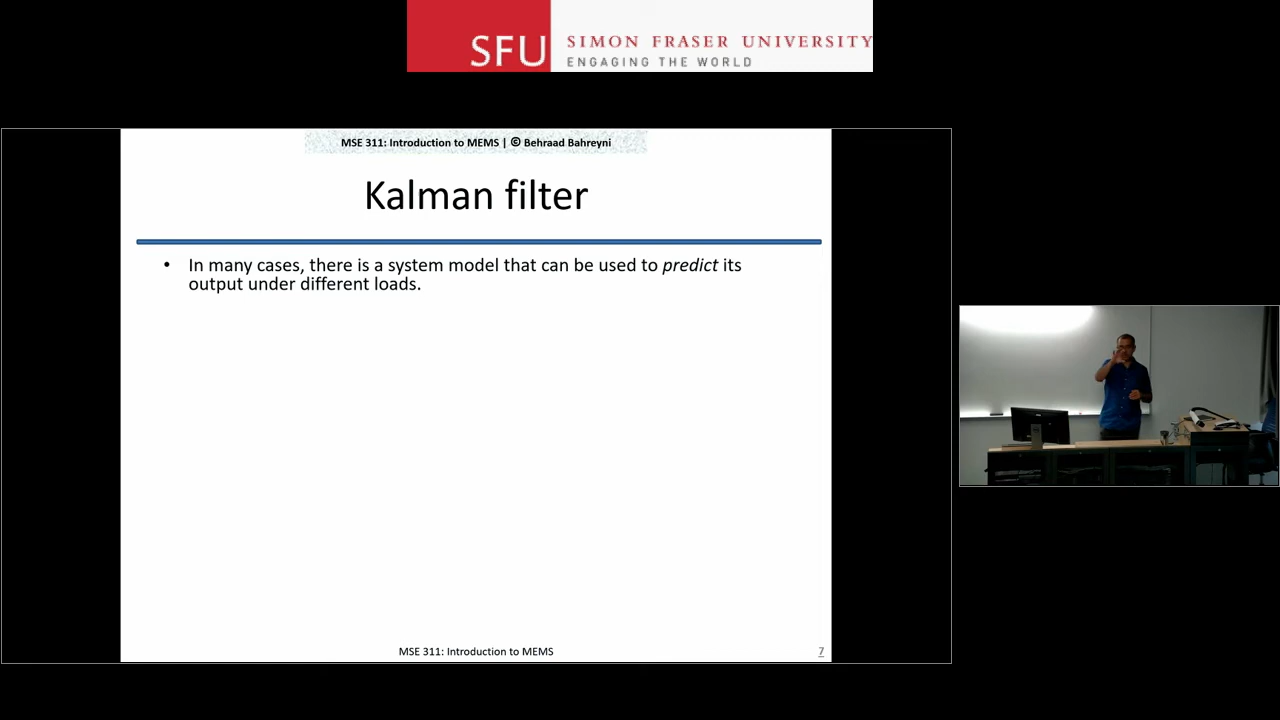 SFU
SIMON FRASER UNIVERSITY
ENGAGING THE WORLD
MSE 311: Introduction to MEMS | © Behraad Bahreyni
Kalman filter
• In many cases, there is a system model that can be used to predict its
output under different loads.
MSE 311: Introduction to MEMS
7